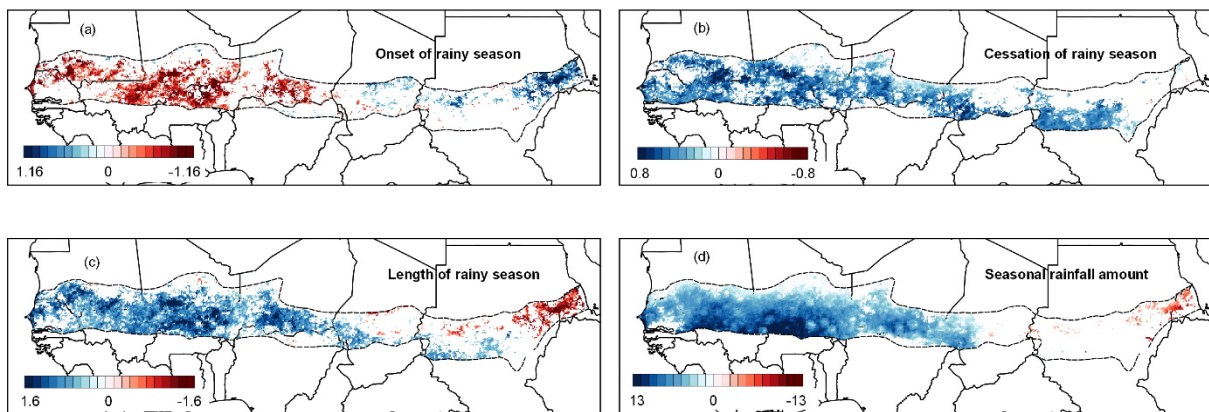 (a)
Onset of rainy season
1.16 0 -1.16
(b)
Cessation of rainy season
0.8 0 -0.8
(c)
Length of rainy season
1.6 0 -1.6
(d)
Seasonal rainfall amount
13 0 -13